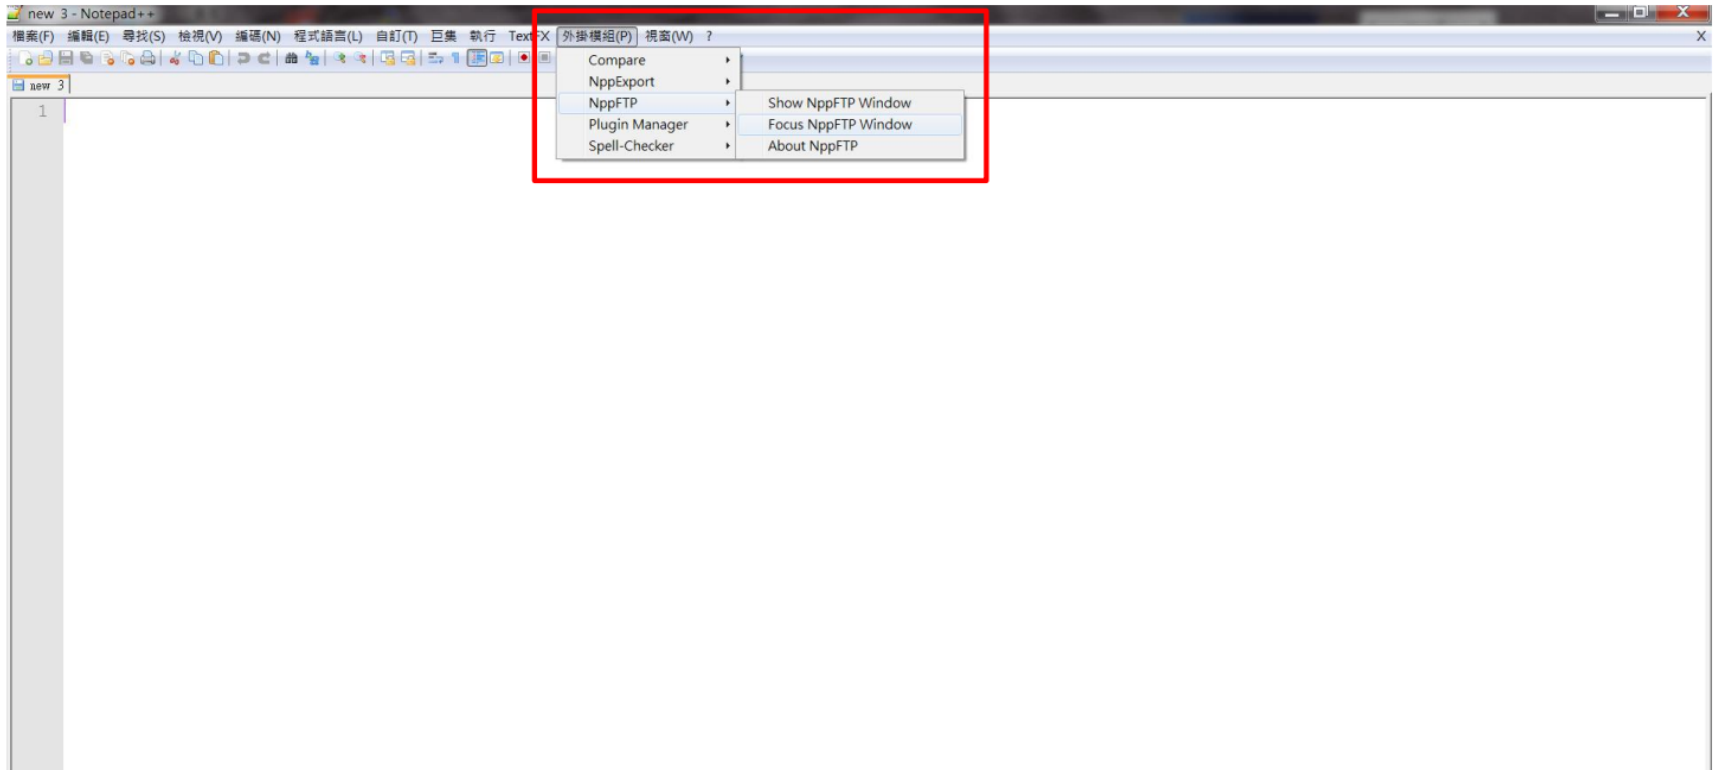 new 3 - Notepad++
檔案(F) 編輯(E) 尋找(S) 檢視(V) 編碼(N) 程式語言(L) 自訂(T) 巨集 執行 TextFX 外掛模組(P) 視窗(W) ? X
new 3
1
Compare
NppExport
NppFTP
Plugin Manager
Spell-Checker
Show NppFTP Window
Focus NppFTP Window
About NppFTP